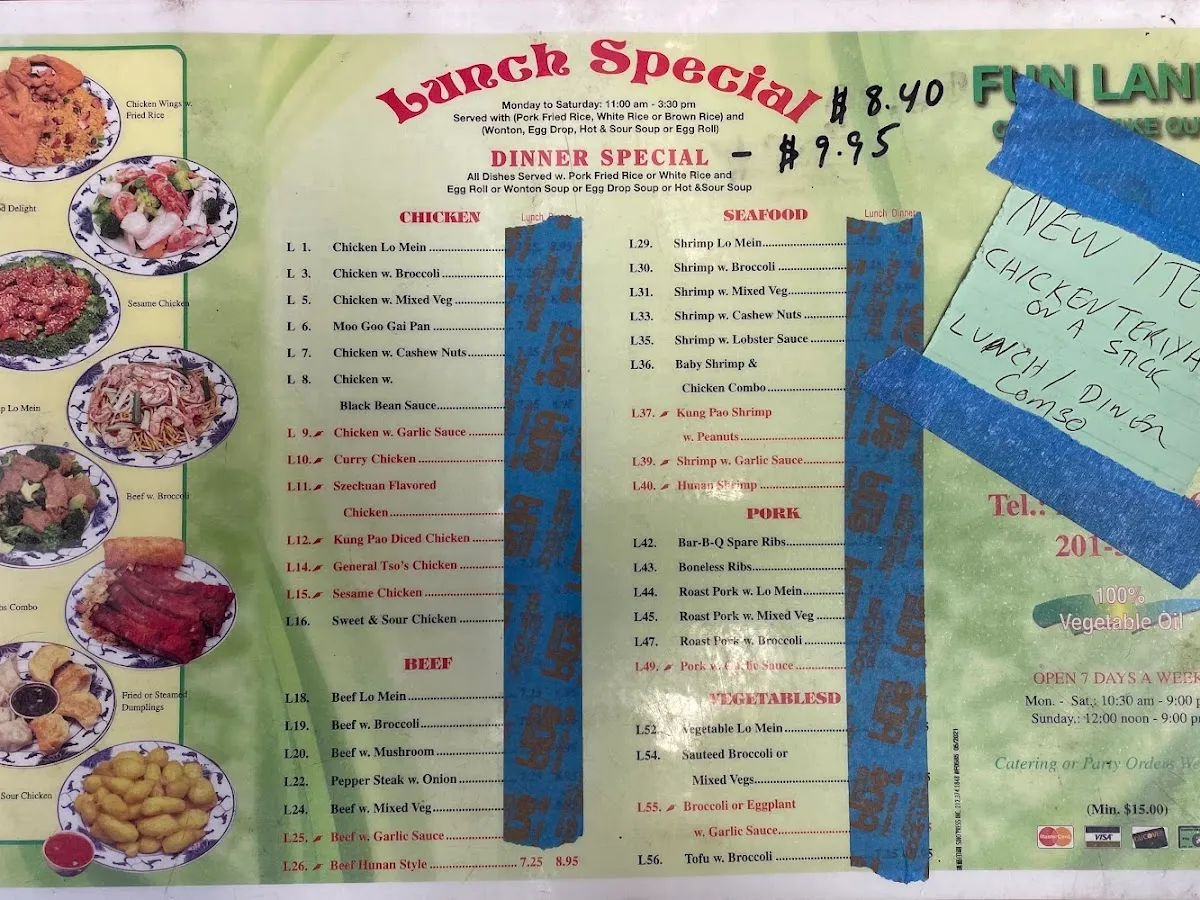 Lunch Special
$ 8.40
Monday to Saturday: 11:00 am - 3:30 pm
Served with (Pork Fried Rice, White Rice or Brown Rice) and
(Wonton, Egg Drop, Hot & Sour Soup or Egg Roll)
DINNER SPECIAL - $ 9.95
All Dishes Served w. Pork Fried Rice or White Rice and
Egg Roll or Wonton Soup or Egg Drop Soup or Hot &Sour Soup
Chicken Wings w.
Fried Rice
Delight
Sesame Chicken
Lo Mein
Beef w. Broccoli
Combo
Fried or Steamed
Dumplings
Sour Chicken
CHICKEN Lunch
L 1. Chicken Lo Mein
L 3. Chicken w. Broccoli
L 5. Chicken w. Mixed Veg
L 6. Moo Goo Gai Pan
L 7. Chicken w. Cashew Nuts
L 8. Chicken w.
Black Bean Sauce
L 9. Chicken w. Garlic Sauce
L10. Curry Chicken
L11. Szechuan Flavored
Chicken
L12. Kung Pao Diced Chicken
L14. General Tso's Chicken
L15. Sesame Chicken
L16. Sweet & Sour Chicken
BEEF
L18. Beef Lo Mein
L19. Beef w. Broccoli
L20. Beef w. Mushroom
L22. Pepper Steak w. Onion
L24. Beef w. Mixed Veg
L25. Beef w. Garlic Sauce
L26. Beef Hunan Style 7.25 8.95
SEAFOOD Lunch Dinner
L29. Shrimp Lo Mein
L30. Shrimp w. Broccoli
L31. Shrimp w. Mixed Veg
L33. Shrimp w. Cashew Nuts
L35. Shrimp w. Lobster Sauce
L36. Baby Shrimp &
Chicken Combo
L37. Kung Pao Shrimp
w. Peanuts
L39. Shrimp w. Garlic Sauce
L40. Hunan Shrimp
PORK
L42. Bar-B-Q Spare Ribs
L43. Boneless Ribs
L44. Roast Pork w. Lo Mein
L45. Roast Pork w. Mixed Veg
L47. Roast Pork w. Broccoli
L49. Pork w. Garlic Sauce
VEGETABLESD
L52. Vegetable Lo Mein
L54. Sauteed Broccoli or
Mixed Vegs
L55. Broccoli or Eggplant
w. Garlic Sauce
L56. Tofu w. Broccoli
FUN LAN
NEW ITE
CHICKEN TERIYA
ON A
STICK
LUNCH / DINNER
COMBO
Tel.:
201-
100%
Vegetable Oil
OPEN 7 DAYS A WEEK
Mon. - Sat.: 10:30 am - 9:00 p
Sunday.: 12:00 noon - 9:00 p
Catering or Party Orders
(Min. $15.00)
MasterCard VISA